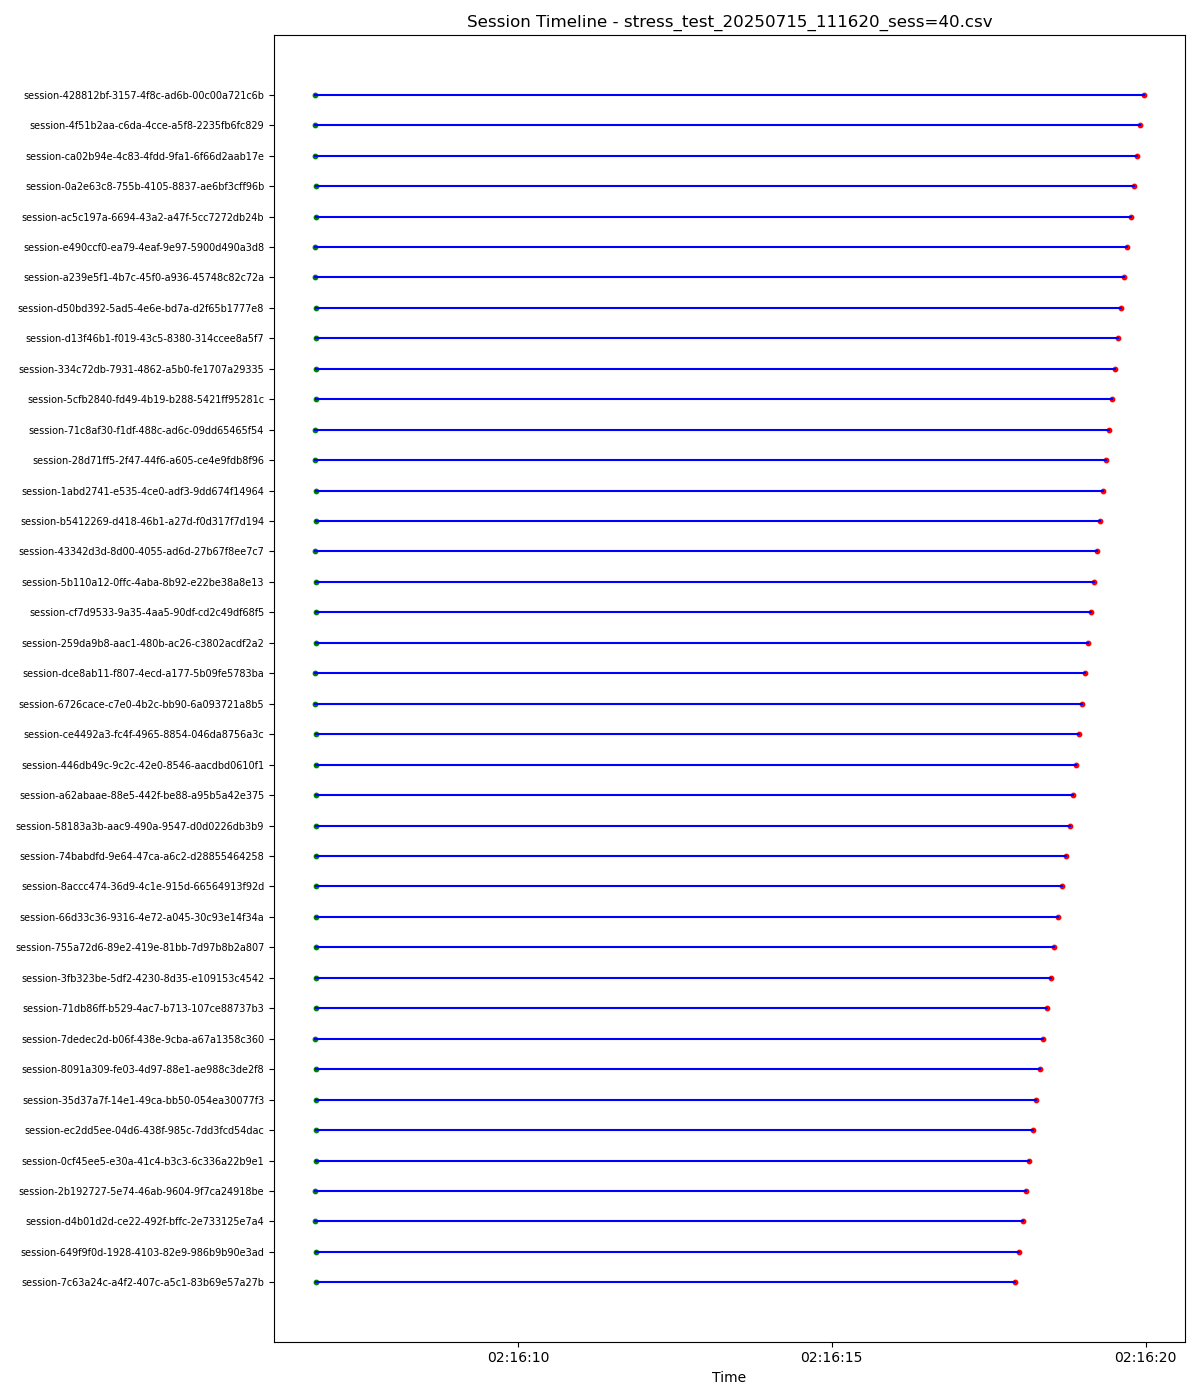 Session Timeline - stress_test_20250715_111620_sess=40.csv
session-428812bf-3157-4f8c-ad6b-00c00a721c6b
session-4f51b2aa-c6da-4cce-a5f8-2235fb6fc829
session-ca02b94e-4c83-4fdd-9fa1-6f66d2aab17e
session-0a2e63c8-755b-4105-8837-ae6bf3cff96b
session-ac5c197a-6694-43a2-a47f-5cc7272db24b
session-e490ccf0-ea79-4eaf-9e97-5900d490a3d8
session-a239e5f1-4b7c-45f0-a936-45748c82c72a
session-d50bd392-5ad5-4e6e-bd7a-d2f65b1777e8
session-d13f46b1-f019-43c5-8380-314ccee8a5f7
session-334c72db-7931-4862-a5b0-fe1707a29335
session-5cfb2840-fd49-4b19-b288-5421ff95281c
session-71c8af30-f1df-488c-ad6c-09dd65465f54
session-28d71ff5-2f47-44f6-a605-ce4e9fdb8f96
session-1abd2741-e535-4ce0-adf3-9dd674f14964
session-b5412269-d418-46b1-a27d-f0d317f7d194
session-43342d3d-8d00-4055-ad6d-27b67f8ee7c7
session-5b110a12-0ffc-4aba-8b92-e22be38a8e13
session-cf7d9533-9a35-4aa5-90df-cd2c49df68f5
session-259da9b8-aac1-480b-ac26-c3802acdf2a2
session-dce8ab11-f807-4ecd-a177-5b09fe5783ba
session-6726cace-c7e0-4b2c-bb90-6a093721a8b5
session-ce4492a3-fc4f-4965-8854-046da8756a3c
session-446db49c-9c2c-42e0-8546-aacdbd0610f1
session-a62abaae-88e5-442f-be88-a95b5a42e375
session-58183a3b-aac9-490a-9547-d0d0226db3b9
session-74babdfd-9e64-47ca-a6c2-d28855464258
session-8accc474-36d9-4c1e-915d-66564913f92d
session-66d33c36-9316-4e72-a045-30c93e14f34a
session-755a72d6-89e2-419e-81bb-7d97b8b2a807
session-3fb323be-5df2-4230-8d35-e109153c4542
session-71db86ff-b529-4ac7-b713-107ce88737b3
session-7dedec2d-b06f-438e-9cba-a67a1358c360
session-8091a309-fe03-4d97-88e1-ae988c3de2f8
session-35d37a7f-14e1-49ca-bb50-054ea30077f3
session-ec2dd5ee-04d6-438f-985c-7dd3fcd54dac
session-0cf45ee5-e30a-41c4-b3c3-6c336a22b9e1
session-2b192727-5e74-46ab-9604-9f7ca24918be
session-d4b01d2d-ce22-492f-bffc-2e733125e7a4
session-649f9f0d-1928-4103-82e9-986b9b90e3ad
session-7c63a24c-a4f2-407c-a5c1-83b69e57a27b
02:16:10 02:16:15 02:16:20
Time